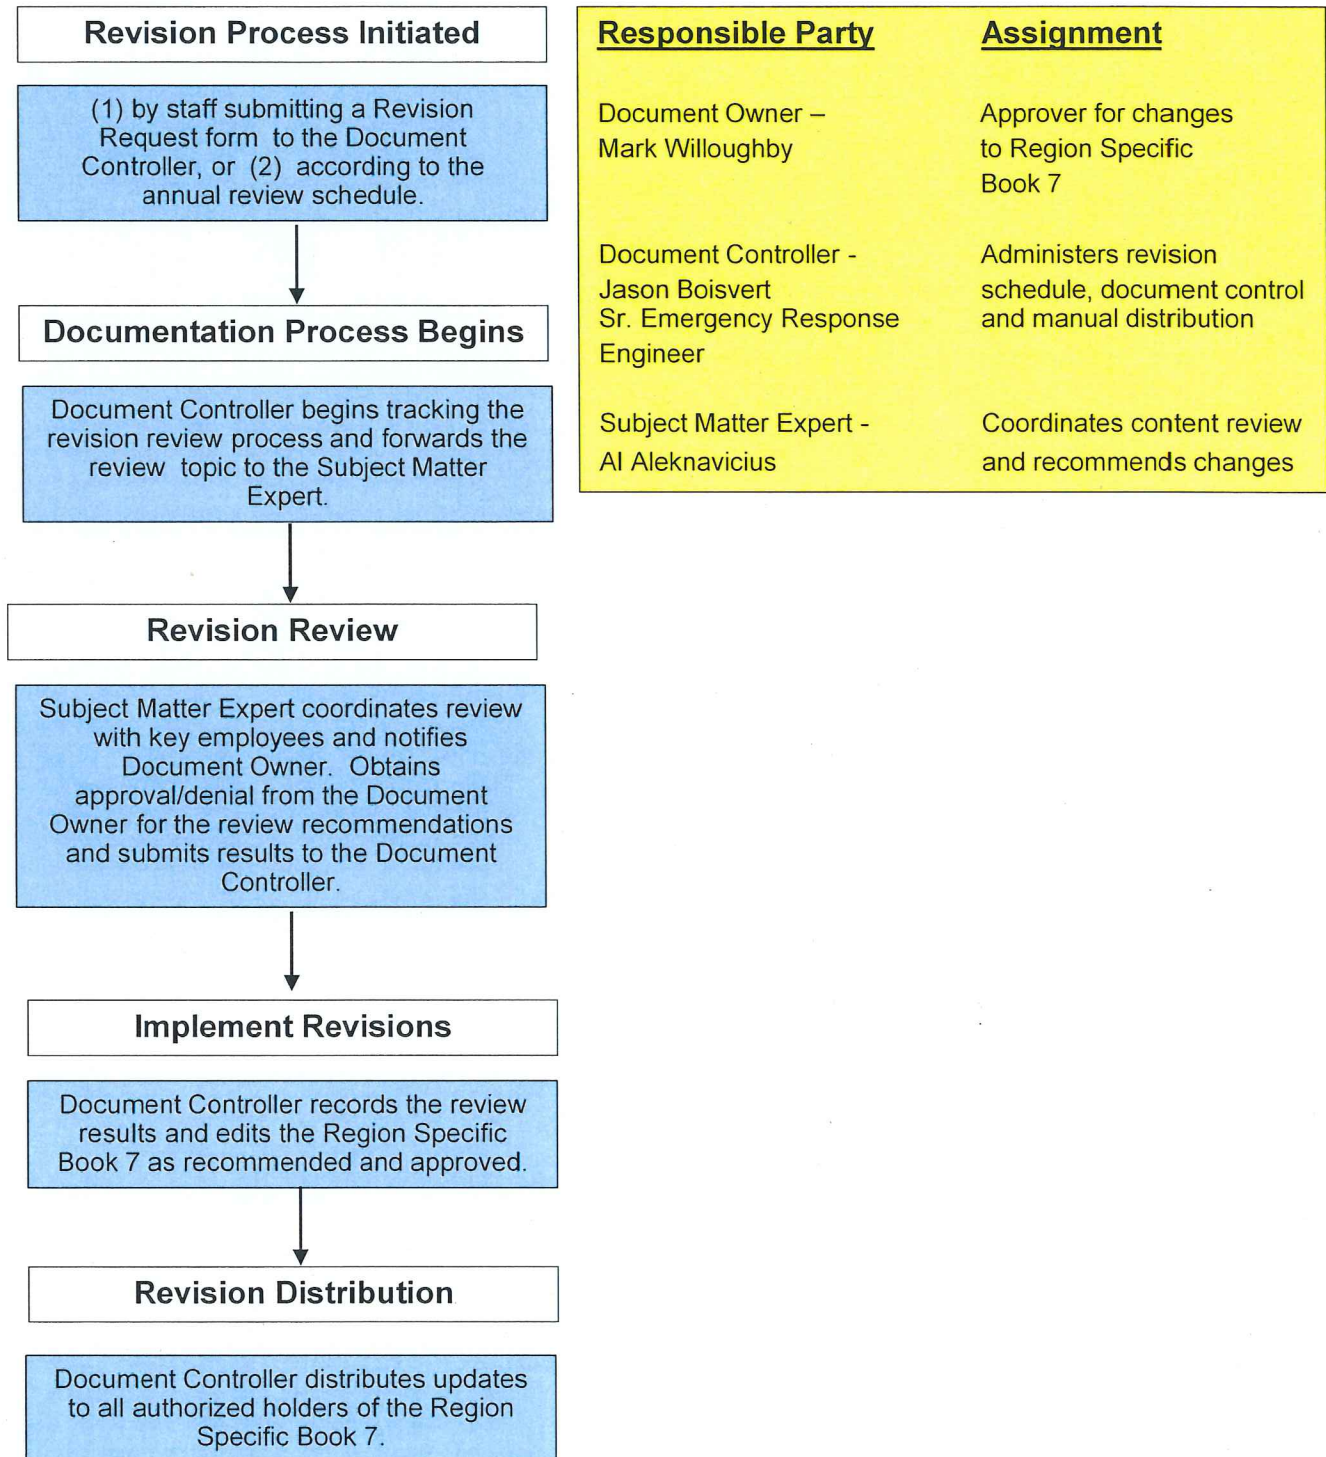 Revision Process Initiated
(1) by staff submitting a Revision
Request form to the Document
Controller, or (2) according to the
annual review schedule.
Documentation Process Begins
Document Controller begins tracking the
revision review process and forwards the
review topic to the Subject Matter
Expert.
Revision Review
Subject Matter Expert coordinates review
with key employees and notifies
Document Owner. Obtains
approval/denial from the Document
Owner for the review recommendations
and submits results to the Document
Controller.
Implement Revisions
Document Controller records the review
results and edits the Region Specific
Book 7 as recommended and approved.
Revision Distribution
Document Controller distributes updates
to all authorized holders of the Region
Specific Book 7.
Responsible Party Assignment
Document Owner – Approver for changes
Mark Willoughby to Region Specific
Book 7
Document Controller - Administers revision
Jason Boisvert schedule, document control
Sr. Emergency Response and manual distribution
Engineer
Subject Matter Expert - Coordinates content review
Al Aleknavicius and recommends changes